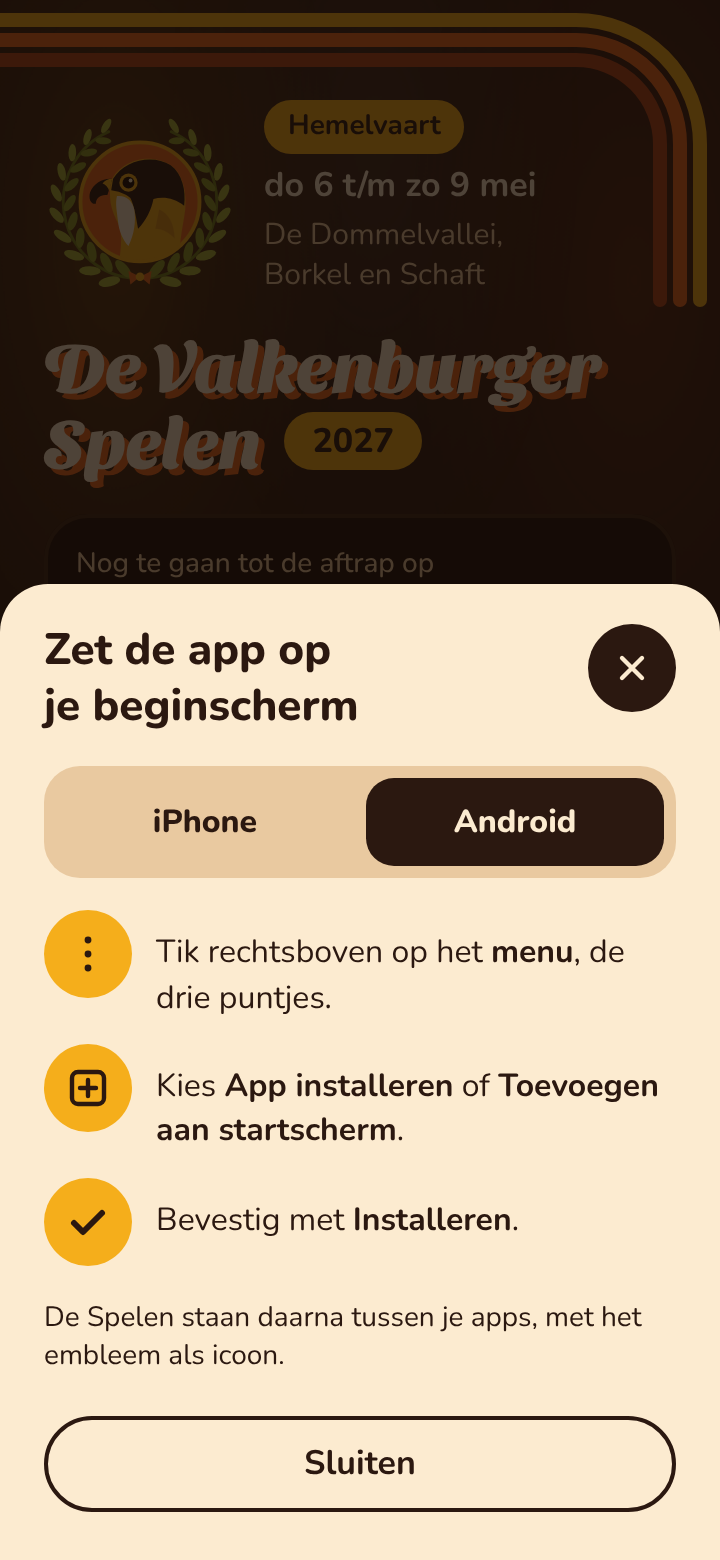 Hemelvaart
do 6 t/m zo 9 mei
De Dommelvallei,
Borkel en Schaft
De Valkenburger
Spelen 2027
Nog te gaan tot de aftrap op
Zet de app op
je beginscherm
iPhone Android
Tik rechtsboven op het menu, de
drie puntjes.
Kies App installeren of Toevoegen
aan startscherm.
Bevestig met Installeren.
De Spelen staan daarna tussen je apps, met het
embleem als icoon.
Sluiten